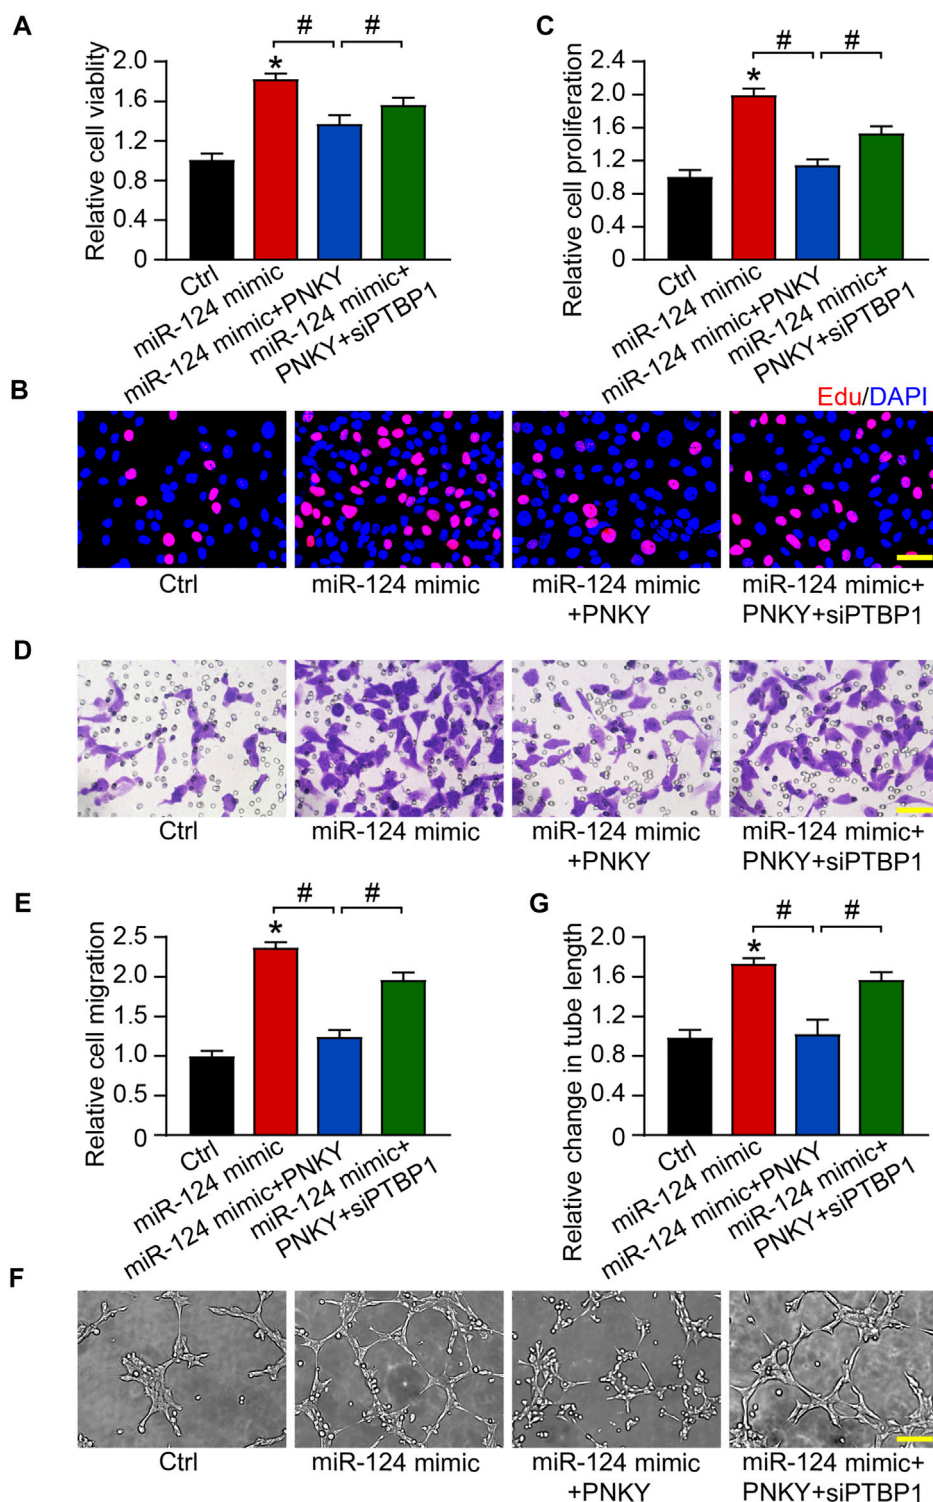 A
# #
*
Relative cell viablity
2.0
1.6
1.2
0.8
0.4
0
Ctrl
miR-124 mimic
miR-124 mimic+PNKY
miR-124 mimic+
PNKY+siPTBP1
C
# #
*
Relative cell proliferation
2.4
2.0
1.6
1.2
0.8
0.4
0
Ctrl
miR-124 mimic
miR-124 mimic+PNKY
miR-124 mimic+
PNKY+siPTBP1
B
Edu/DAPI
Ctrl
miR-124 mimic
miR-124 mimic
+PNKY
miR-124 mimic+
PNKY+siPTBP1
D
Ctrl
miR-124 mimic
miR-124 mimic
+PNKY
miR-124 mimic+
PNKY+siPTBP1
E
# #
*
Relative cell migration
2.5
2.0
1.5
1.0
0.5
0
Ctrl
miR-124 mimic
miR-124 mimic+PNKY
miR-124 mimic+
PNKY+siPTBP1
G
# #
*
Relative change in tube length
2.0
1.6
1.2
0.8
0.4
0
Ctrl
miR-124 mimic
miR-124 mimic+PNKY
miR-124 mimic+
PNKY+siPTBP1
F
Ctrl
miR-124 mimic
miR-124 mimic
+PNKY
miR-124 mimic+
PNKY+siPTBP1